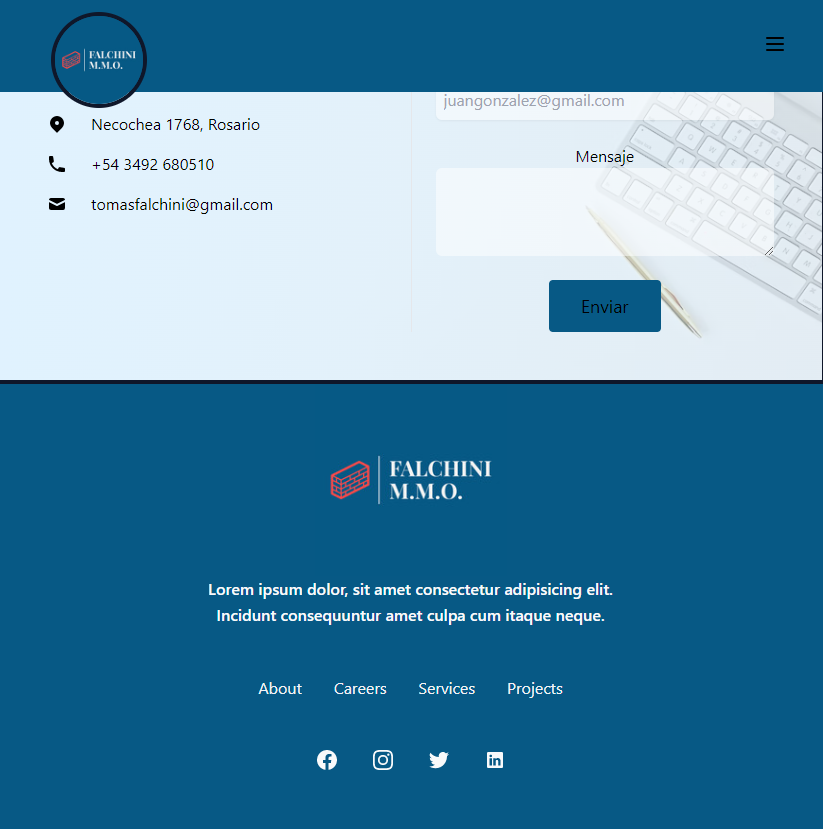 FALCHINI
M.M.O.
Necochea 1768, Rosario
+54 3492 680510
tomasfalchini@gmail.com
juangonzalez@gmail.com
Mensaje
Enviar
FALCHINI
M.M.O.
Lorem ipsum dolor, sit amet consectetur adipisicing elit.
Incidunt consequuntur amet culpa cum itaque neque.
About Careers Services Projects